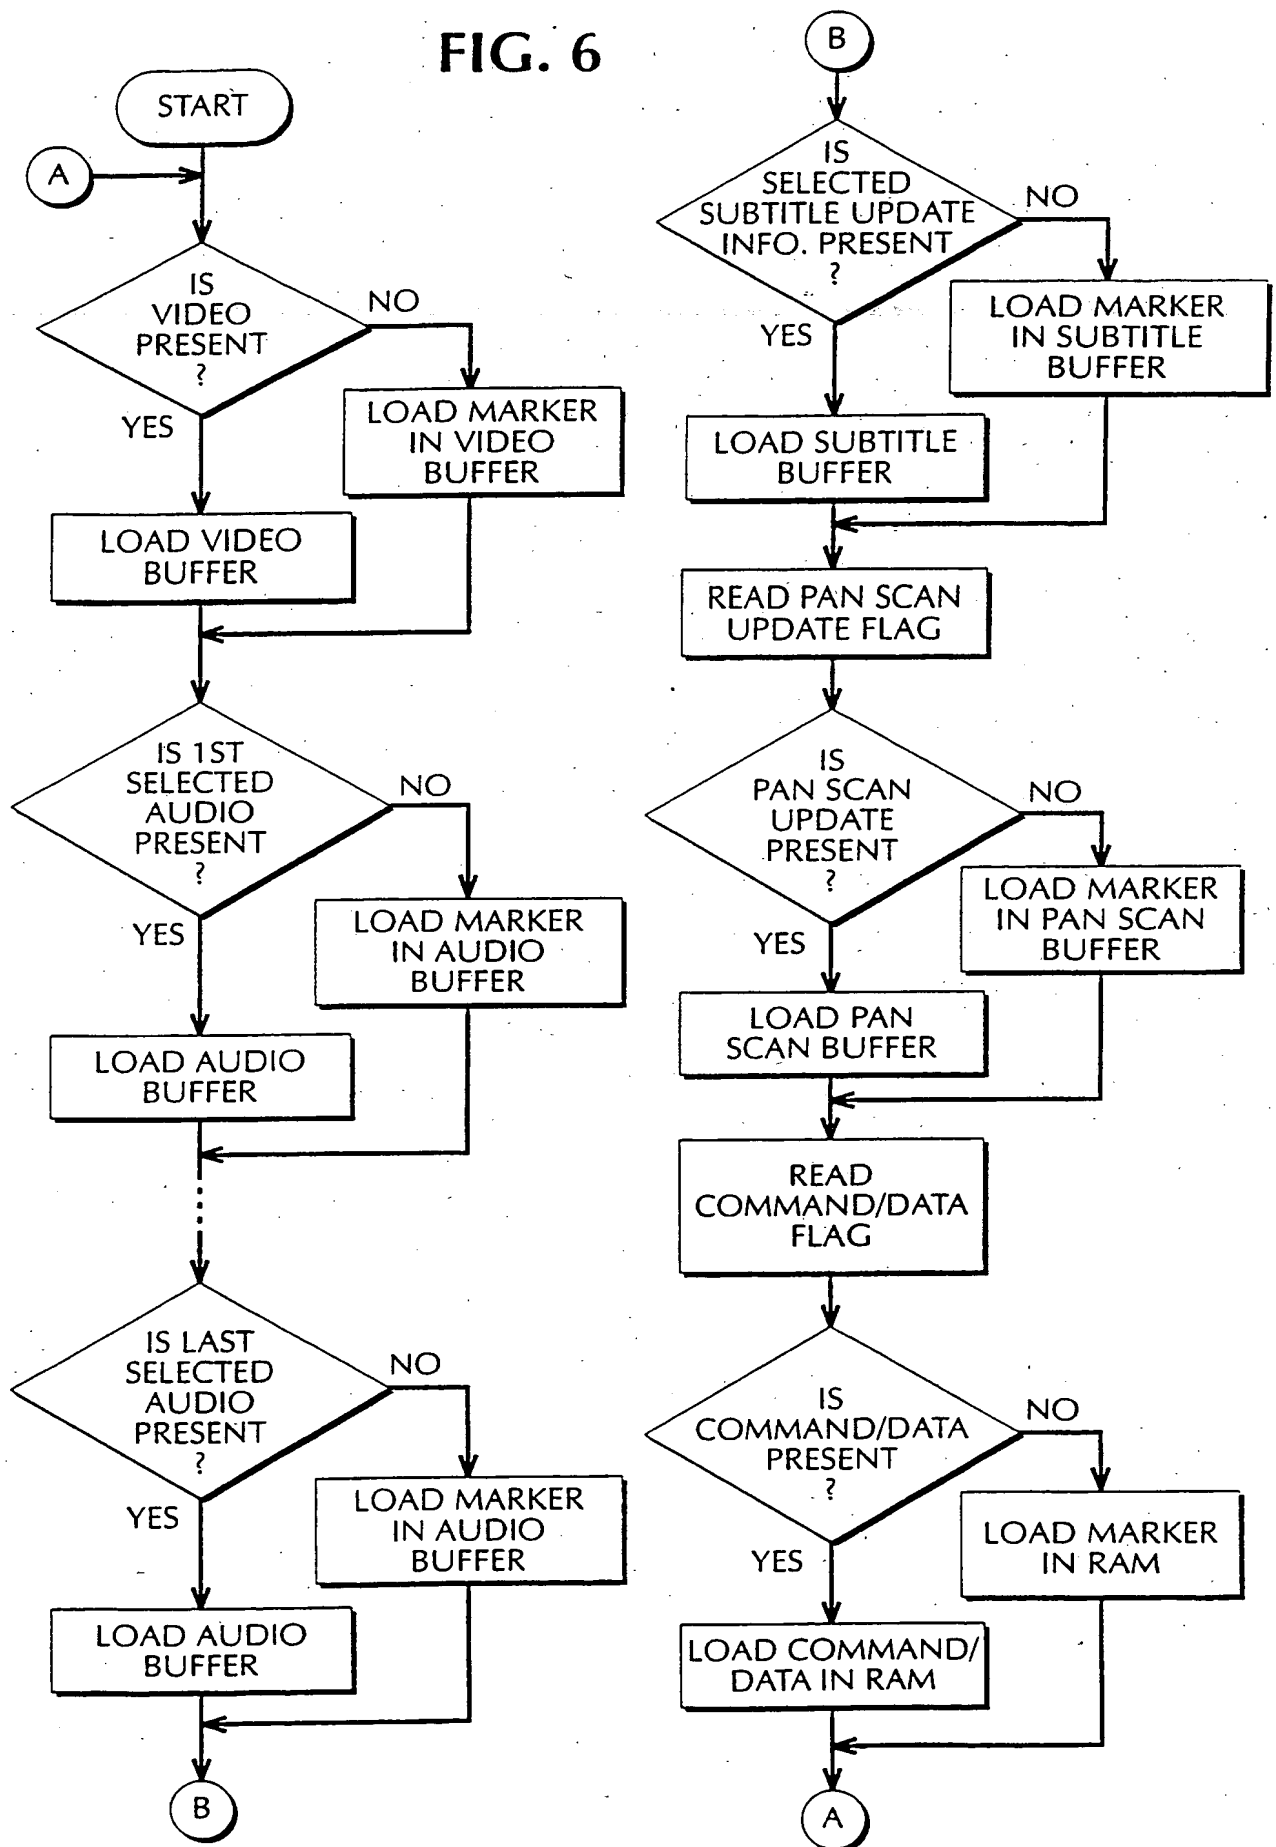 FIG. 6
START
A
IS
VIDEO
PRESENT
?
NO
YES
LOAD MARKER
IN VIDEO
BUFFER
LOAD VIDEO
BUFFER
IS 1ST
SELECTED
AUDIO
PRESENT
?
NO
YES
LOAD MARKER
IN AUDIO
BUFFER
LOAD AUDIO
BUFFER
IS LAST
SELECTED
AUDIO
PRESENT
?
NO
YES
LOAD MARKER
IN AUDIO
BUFFER
LOAD AUDIO
BUFFER
B
B
IS
SELECTED
SUBTITLE UPDATE
INFO. PRESENT
?
NO
YES
LOAD MARKER
IN SUBTITLE
BUFFER
LOAD SUBTITLE
BUFFER
READ PAN SCAN
UPDATE FLAG
IS
PAN SCAN
UPDATE
PRESENT
?
NO
YES
LOAD MARKER
IN PAN SCAN
BUFFER
LOAD PAN
SCAN BUFFER
READ
COMMAND/DATA
FLAG
IS
COMMAND/DATA
PRESENT
?
NO
YES
LOAD MARKER
IN RAM
LOAD COMMAND/
DATA IN RAM
A